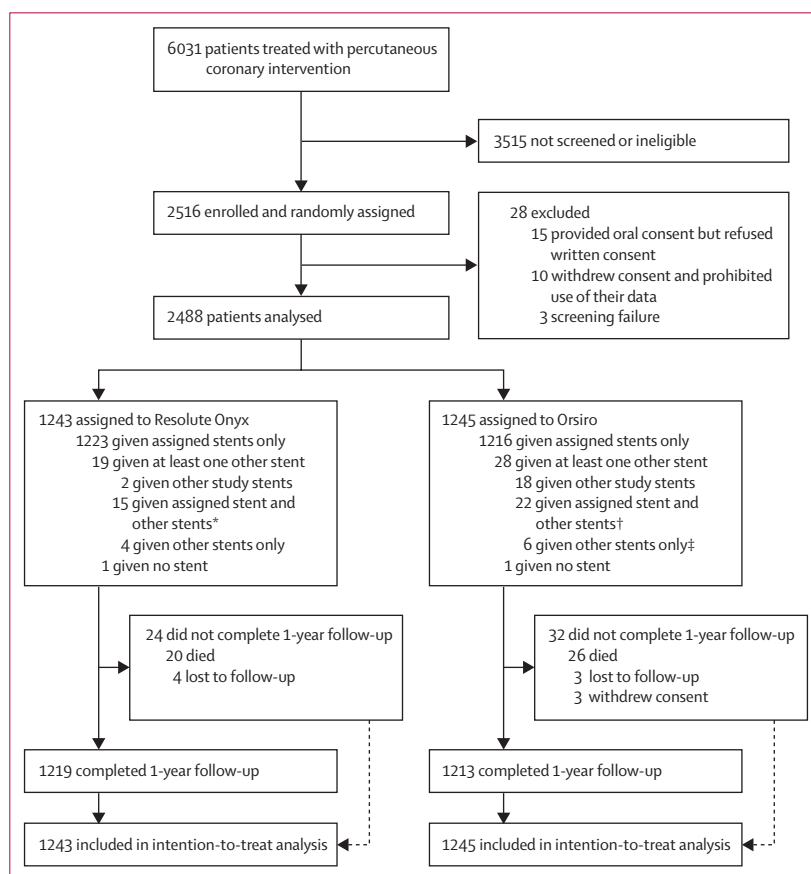 6031 patients treated with percutaneous
coronary intervention
3515 not screened or ineligible
2516 enrolled and randomly assigned
28 excluded
15 provided oral consent but refused
written consent
10 withdrew consent and prohibited
use of their data
3 screening failure
2488 patients analysed
1243 assigned to Resolute Onyx
1223 given assigned stents only
19 given at least one other stent
2 given other study stents
15 given assigned stent and
other stents*
4 given other stents only
1 given no stent
1245 assigned to Orsiro
1216 given assigned stents only
28 given at least one other stent
18 given other study stents
22 given assigned stent and
other stents†
6 given other stents only‡
1 given no stent
24 did not complete 1-year follow-up
20 died
4 lost to follow-up
32 did not complete 1-year follow-up
26 died
3 lost to follow-up
3 withdrew consent
1219 completed 1-year follow-up
1213 completed 1-year follow-up
1243 included in intention-to-treat analysis
1245 included in intention-to-treat analysis